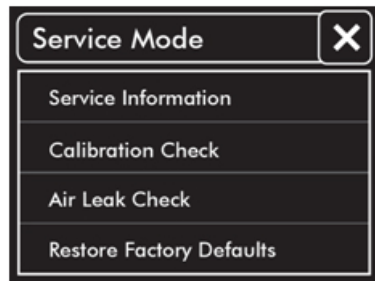 Service Mode
Service Information
Calibration Check
Air Leak Check
Restore Factory Defaults